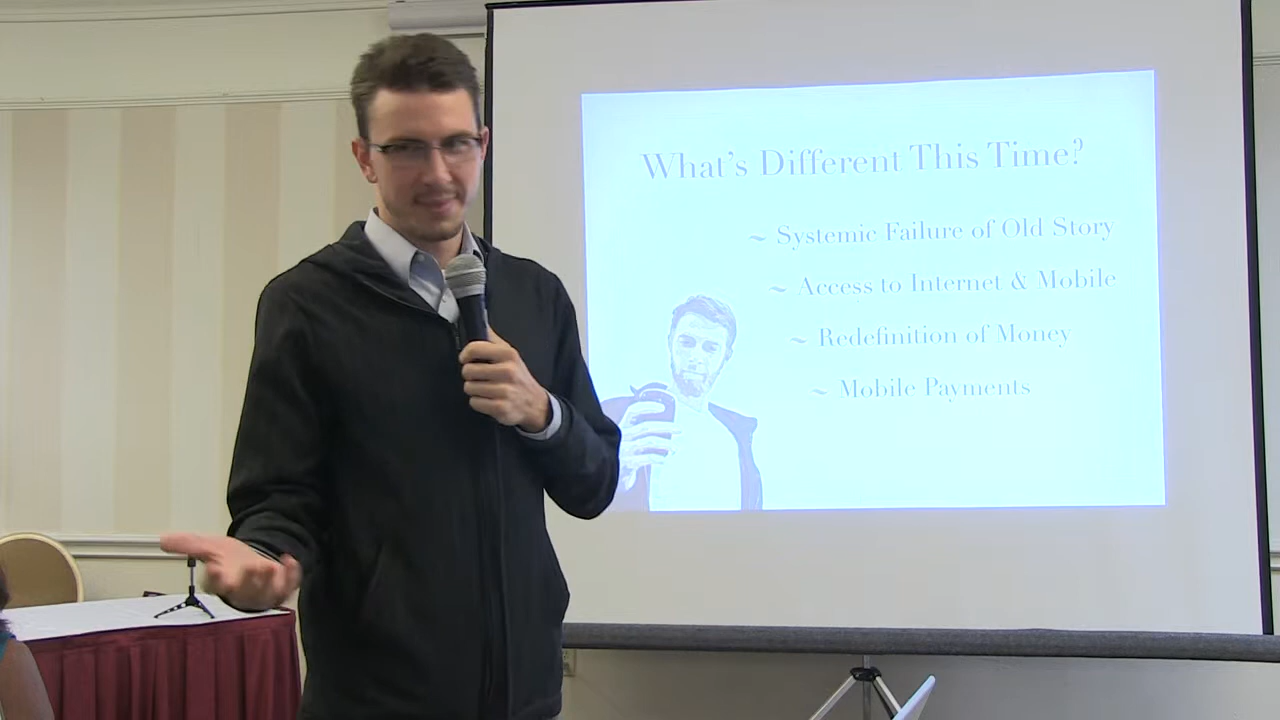 What's Different This Time?
~ Systemic Failure of Old Story
~ Access to Internet & Mobile
~ Redefinition of Money
~ Mobile Payments